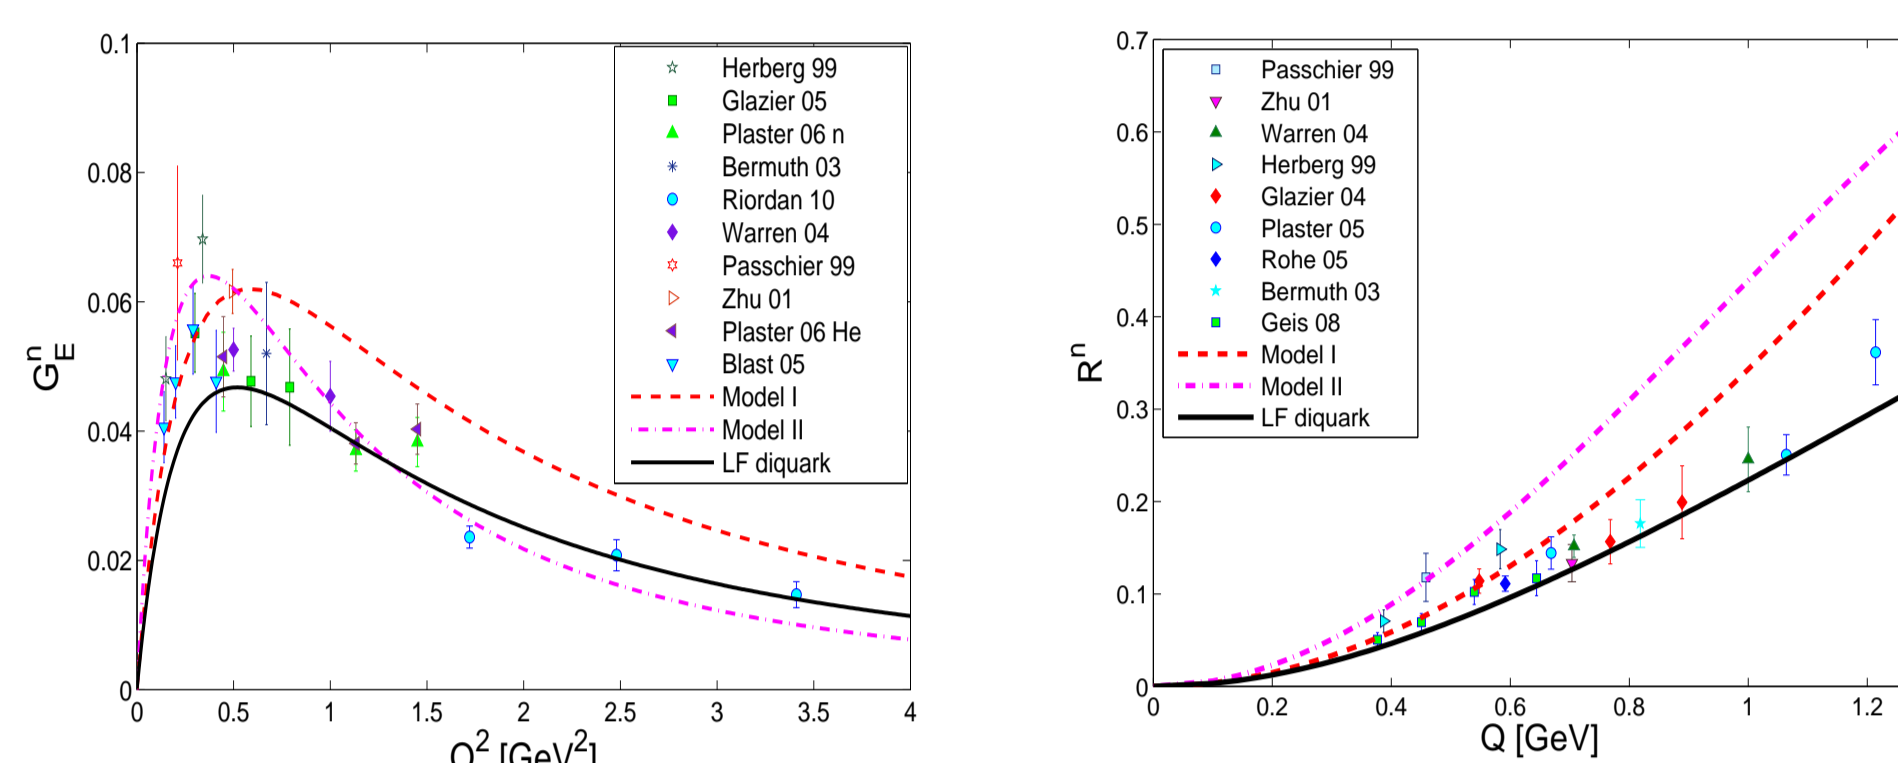 0.1
0.08
0.06
0.04
0.02
0
G_E^n
0 0.5 1 1.5 2 2.5 3 3.5 4
Q² [GeV²]
Herberg 99
Glazier 05
Plaster 06 n
Bermuth 03
Riordan 10
Warren 04
Passchier 99
Zhu 01
Plaster 06 He
Blast 05
Model I
Model II
LF diquark
0.7
0.6
0.5
0.4
0.3
0.2
0.1
0
Rⁿ
0 0.2 0.4 0.6 0.8 1 1.2
Q [GeV]
Passchier 99
Zhu 01
Warren 04
Herberg 99
Glazier 04
Plaster 05
Rohe 05
Bermuth 03
Geis 08
Model I
Model II
LF diquark